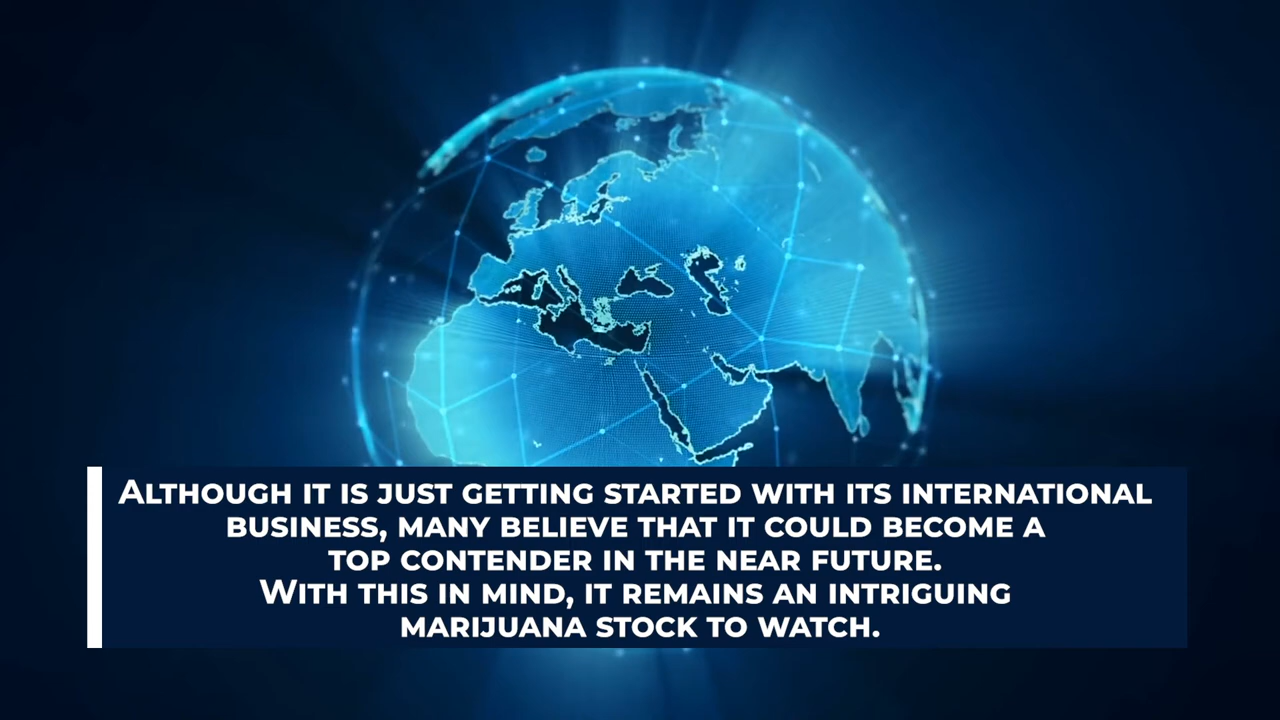 Although it is just getting started with its international
business, many believe that it could become a
top contender in the near future.
With this in mind, it remains an intriguing
marijuana stock to watch.